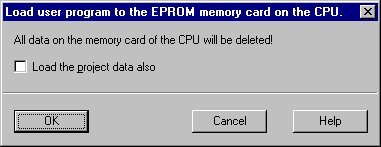 Load user program to the EPROM memory card on the CPU.
All data on the memory card of the CPU will be deleted!
Load the project data also
OK Cancel Help